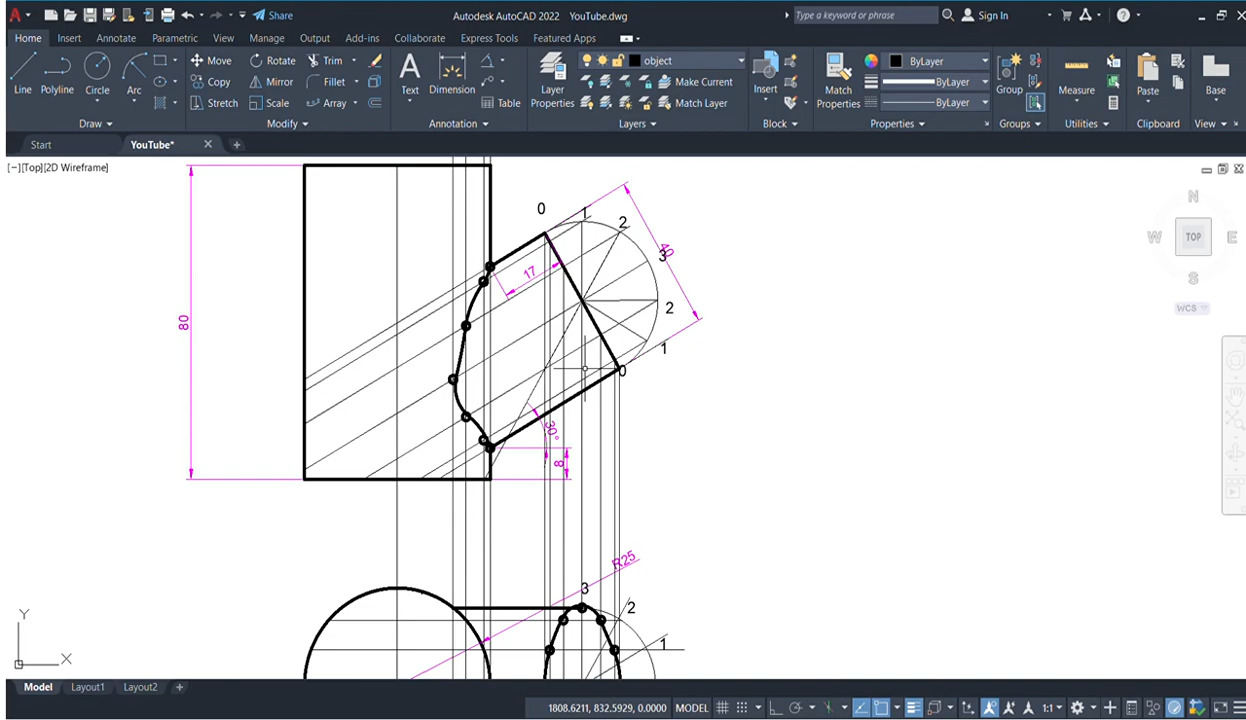 Share
Autodesk AutoCAD 2022 YouTube.dwg
Type a keyword or phrase
Sign In
Home Insert Annotate Parametric View Manage Output Add-ins Collaborate Express Tools Featured Apps
Line Polyline Circle Arc
Move Rotate Trim
Copy Mirror Fillet
Stretch Scale Array
Text Dimension Table
Layer Properties
object
Make Current
Match Layer
Insert
Match Properties
ByLayer
ByLayer
ByLayer
Group Measure Paste Base
Draw Modify Annotation Layers Block Properties Groups Utilities Clipboard View
Start YouTube*
[−][Top][2D Wireframe]
N
W TOP E
S
WCS
0
1
2
3
40
17
2
80
1
0
30°
8
R25
3
2
1
Y
X
Model Layout1 Layout2
1808.6211, 832.5929, 0.0000 MODEL
1:1